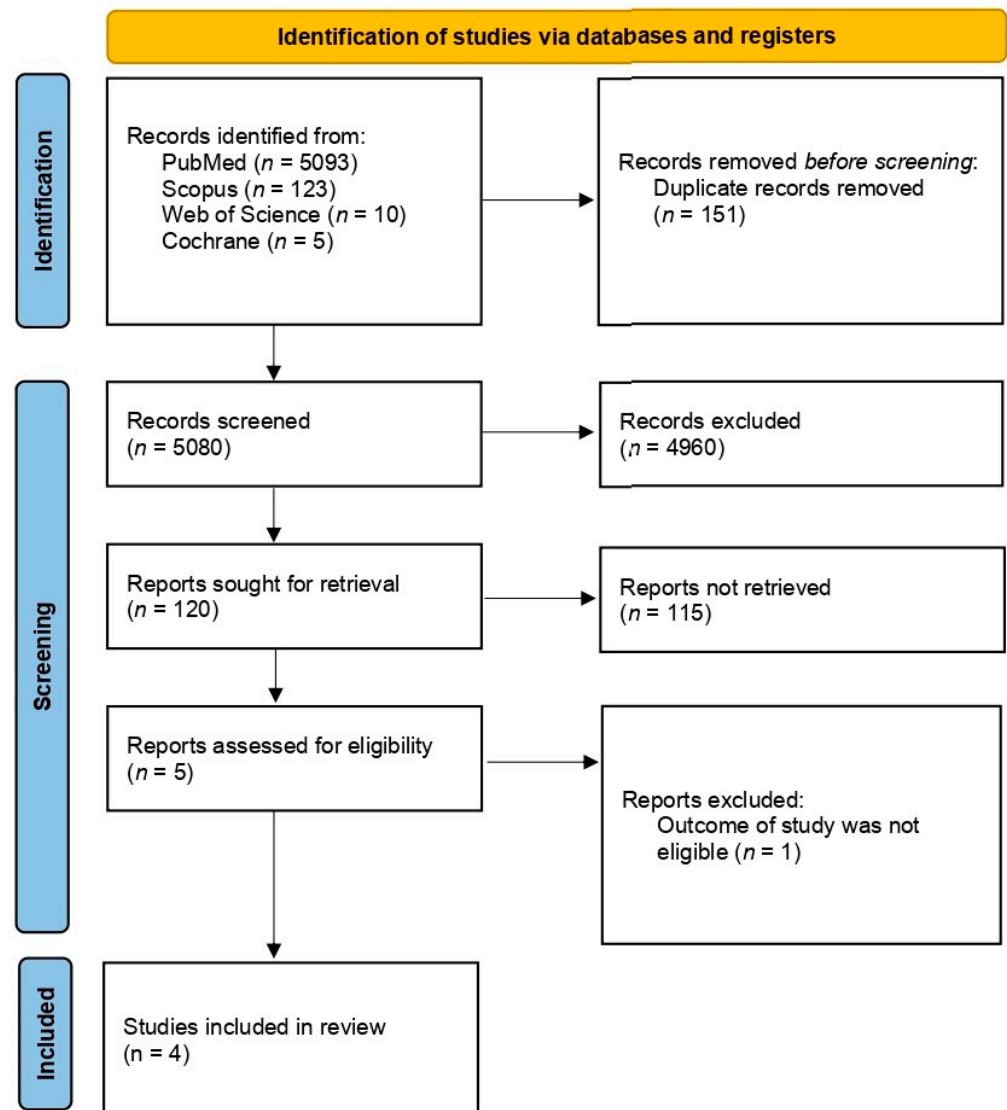 Identification of studies via databases and registers
Identification
Records identified from:
PubMed (n = 5093)
Scopus (n = 123)
Web of Science (n = 10)
Cochrane (n = 5)
Records removed before screening:
Duplicate records removed
(n = 151)
Screening
Records screened
(n = 5080)
Records excluded
(n = 4960)
Reports sought for retrieval
(n = 120)
Reports not retrieved
(n = 115)
Reports assessed for eligibility
(n = 5)
Reports excluded:
Outcome of study was not
eligible (n = 1)
Included
Studies included in review
(n = 4)